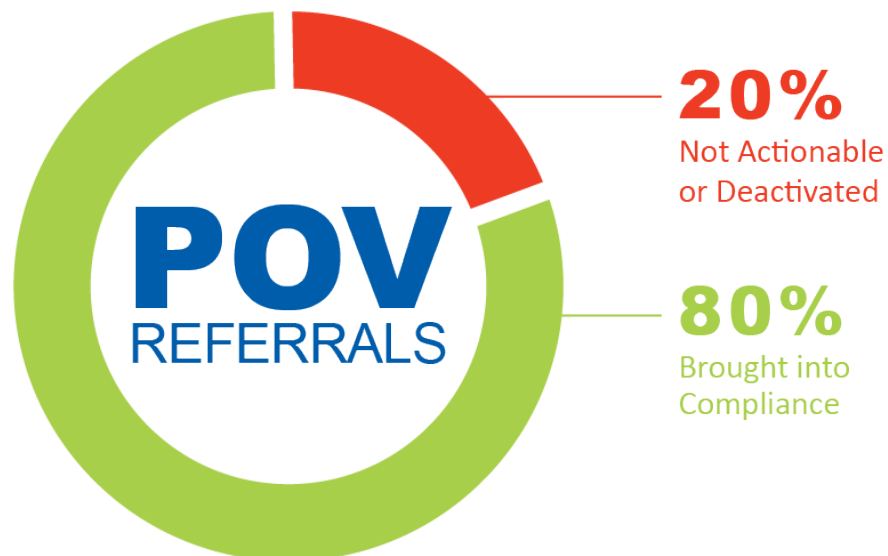 POV
REFERRALS
20%
Not Actionable
or Deactivated
80%
Brought into
Compliance